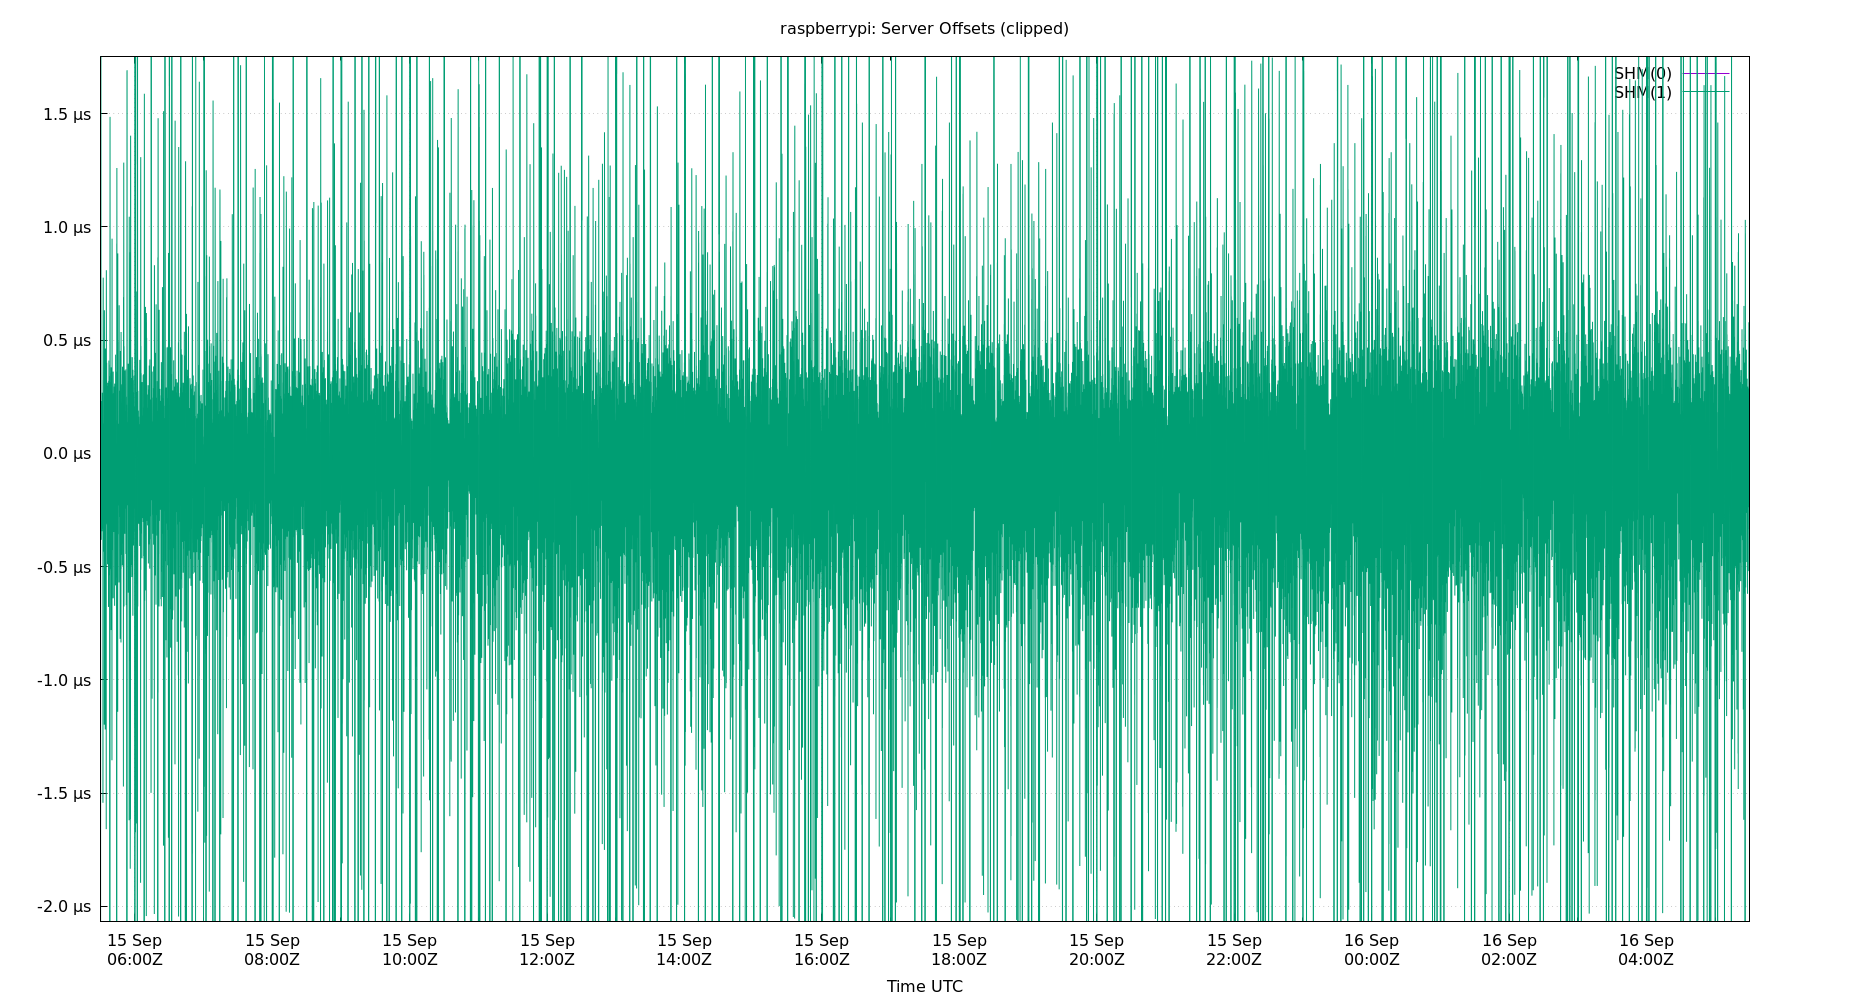 raspberrypi: Server Offsets (clipped)
SHM(0)
SHM(1)
1.5 µs
1.0 µs
0.5 µs
0.0 µs
-0.5 µs
-1.0 µs
-1.5 µs
-2.0 µs
15 Sep 15 Sep 15 Sep 15 Sep 15 Sep 15 Sep 15 Sep 15 Sep 15 Sep 16 Sep 16 Sep 16 Sep
06:00Z 08:00Z 10:00Z 12:00Z 14:00Z 16:00Z 18:00Z 20:00Z 22:00Z 00:00Z 02:00Z 04:00Z
Time UTC